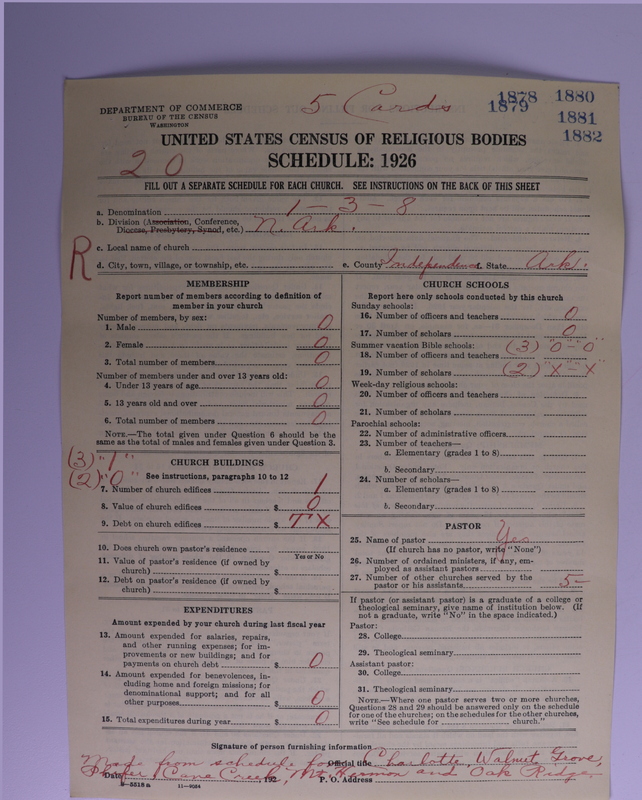 5 Cards
1878 1880
1879
1881
1882
DEPARTMENT OF COMMERCE
BUREAU OF THE CENSUS
WASHINGTON
UNITED STATES CENSUS OF RELIGIOUS BODIES
20
SCHEDULE: 1926
FILL OUT A SEPARATE SCHEDULE FOR EACH CHURCH. SEE INSTRUCTIONS ON THE BACK OF THIS SHEET
a. Denomination 1-3-8
b. Division (Association, Conference,
Diocese, Presbytery, Synod, etc.) N. Ark.
c. Local name of church
R
d. City, town, village, or township, etc. e. County Independence f. State Ark.
MEMBERSHIP
Report number of members according to definition of
member in your church
Number of members, by sex:
1. Male 0
2. Female 0
3. Total number of members 0
Number of members under and over 13 years old:
4. Under 13 years of age 0
5. 13 years old and over 0
6. Total number of members 0
NOTE.—The total given under Question 6 should be the
same as the total of males and females given under Question 3.
(3) "1"
CHURCH BUILDINGS
(2) "0"
See instructions, paragraphs 10 to 12
7. Number of church edifices 1
8. Value of church edifices $ 0
9. Debt on church edifices $ TX
10. Does church own pastor's residence
Yes or No
11. Value of pastor's residence (if owned by
church) $
12. Debt on pastor's residence (if owned by
church) $
EXPENDITURES
Amount expended by your church during last fiscal year
13. Amount expended for salaries, repairs,
and other running expenses; for im-
provements or new buildings; and for
payments on church debt $ 0
14. Amount expended for benevolences, in-
cluding home and foreign missions; for
denominational support; and for all
other purposes $ 0
15. Total expenditures during year $ 0
CHURCH SCHOOLS
Report here only schools conducted by this church
Sunday schools:
16. Number of officers and teachers 0
17. Number of scholars 0
Summer vacation Bible schools: (3) "0-0"
18. Number of officers and teachers
19. Number of scholars (2) "X-X"
Week-day religious schools:
20. Number of officers and teachers
21. Number of scholars
Parochial schools:
22. Number of administrative officers
23. Number of teachers—
a. Elementary (grades 1 to 8)
b. Secondary
24. Number of scholars—
a. Elementary (grades 1 to 8)
b. Secondary
PASTOR
25. Name of pastor Yes
(If church has no pastor, write "None")
26. Number of ordained ministers, if any, em-
ployed as assistant pastors
27. Number of other churches served by the
pastor or his assistants 5-
If pastor (or assistant pastor) is a graduate of a college or
theological seminary, give name of institution below. (If
not a graduate, write "No" in the space indicated.)
Pastor:
28. College
29. Theological seminary
Assistant pastor:
30. College
31. Theological seminary
NOTE.—Where one pastor serves two or more churches,
Questions 28 and 29 should be answered only on the schedule
for one of the churches; on the schedules for the other churches,
write "See schedule for church."
Signature of person furnishing information
Official title
Made from schedule for Charlotte, Walnut Grove,
Date 192 P. O. Address
Cane Creek, Mt. Hermon and Oak Ridge
8-5518a 11-9034